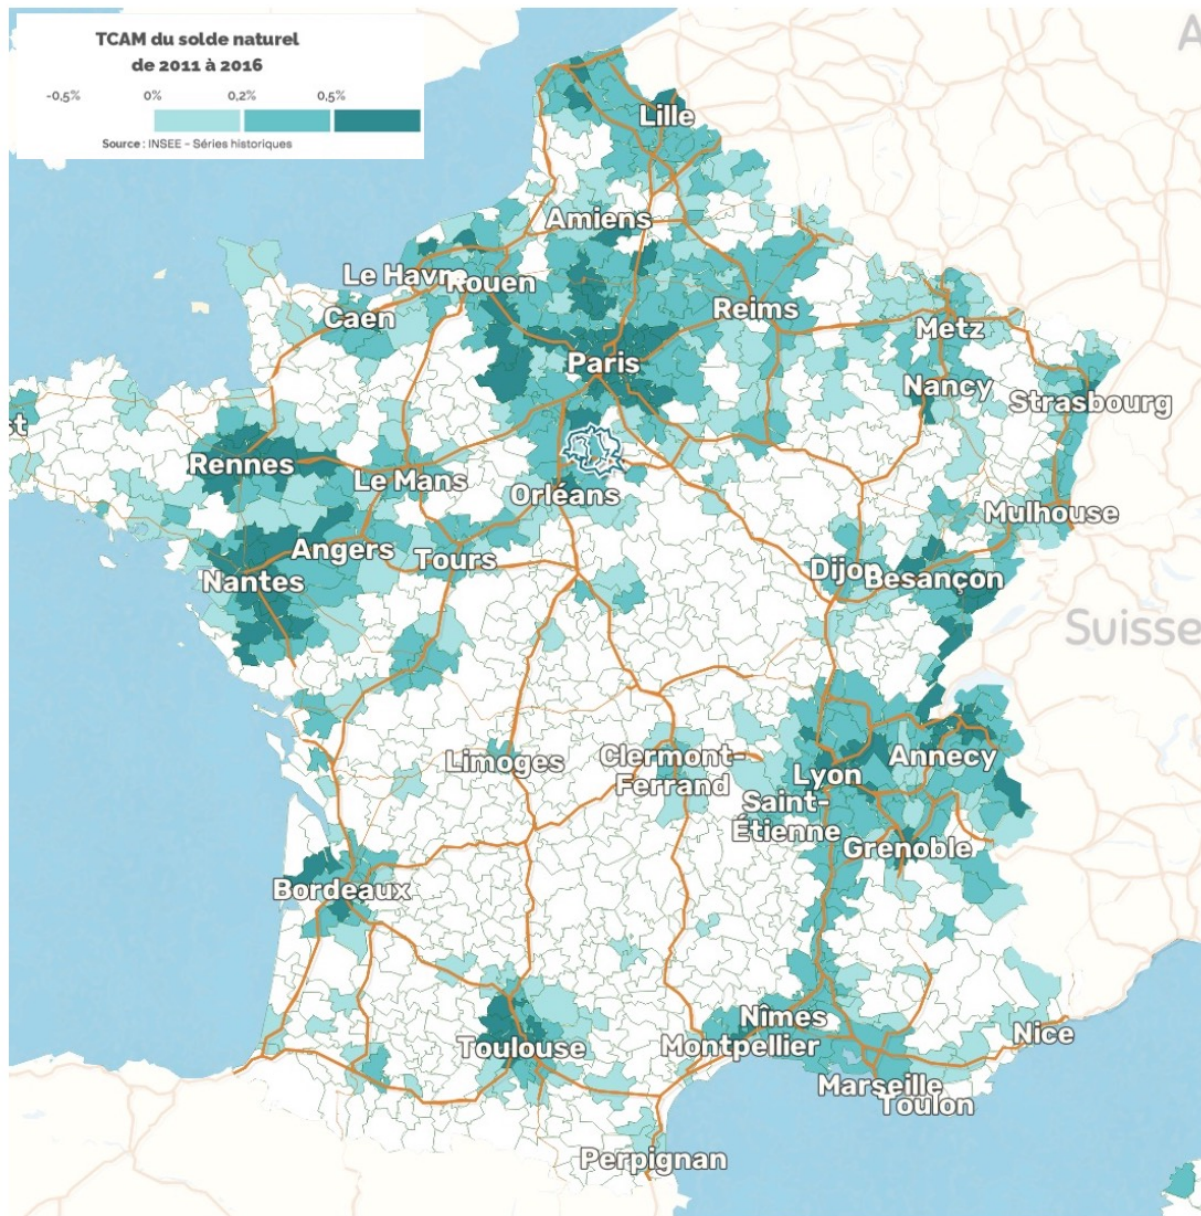 TCAM du solde naturel
de 2011 à 2016
-0,5% 0% 0,2% 0,5%
Source : INSEE - Séries historiques
A
Lille
Amiens
Le Havre
Rouen
Caen
Reims
Metz
Paris
Nancy
Strasbourg
st
Rennes
Le Mans
Orléans
Mulhouse
Angers
Tours
Nantes
Dijon
Besançon
Suisse
Limoges
Clermont-
Ferrand
Lyon
Annecy
Saint-
Étienne
Grenoble
Bordeaux
Nîmes
Toulouse
Montpellier
Nice
Marseille
Toulon
Perpignan